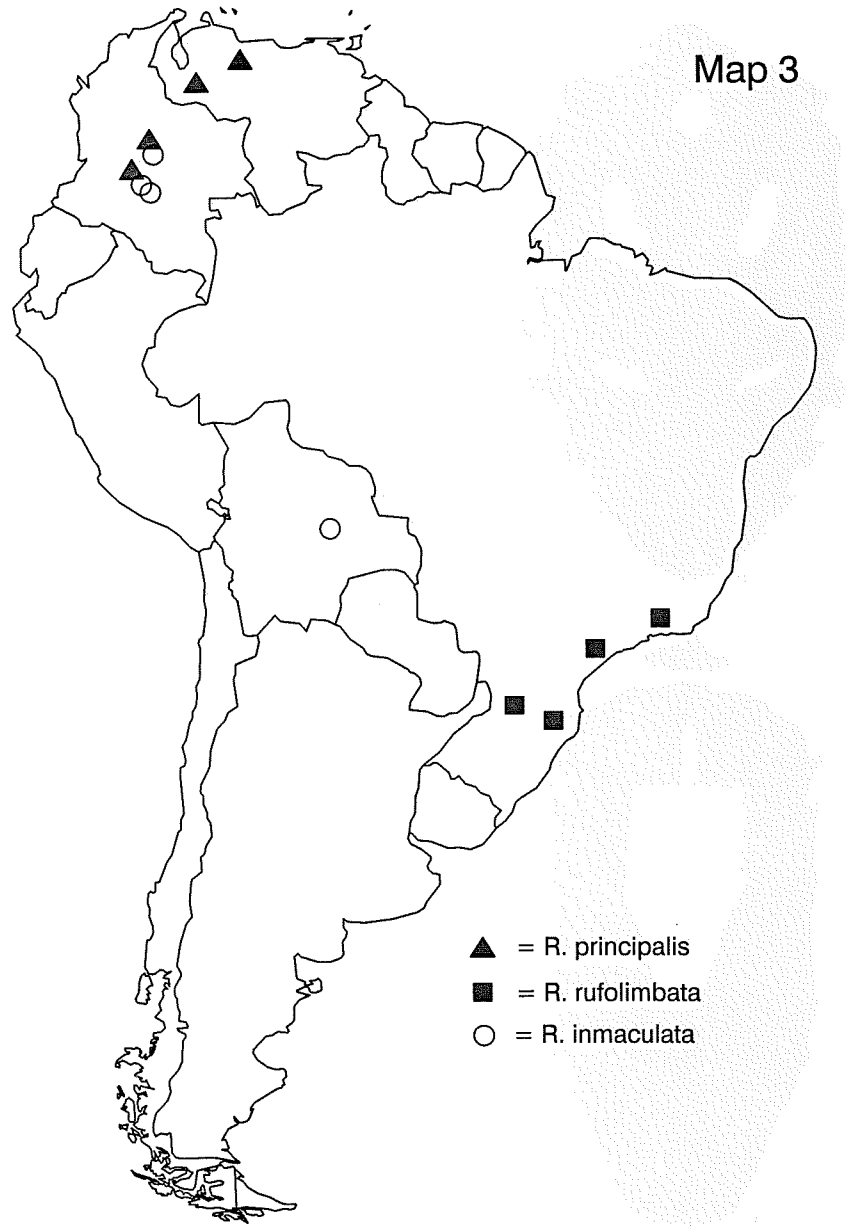 Map 3
▲ = R. principalis
■ = R. rufolimbata
○ = R. inmaculata